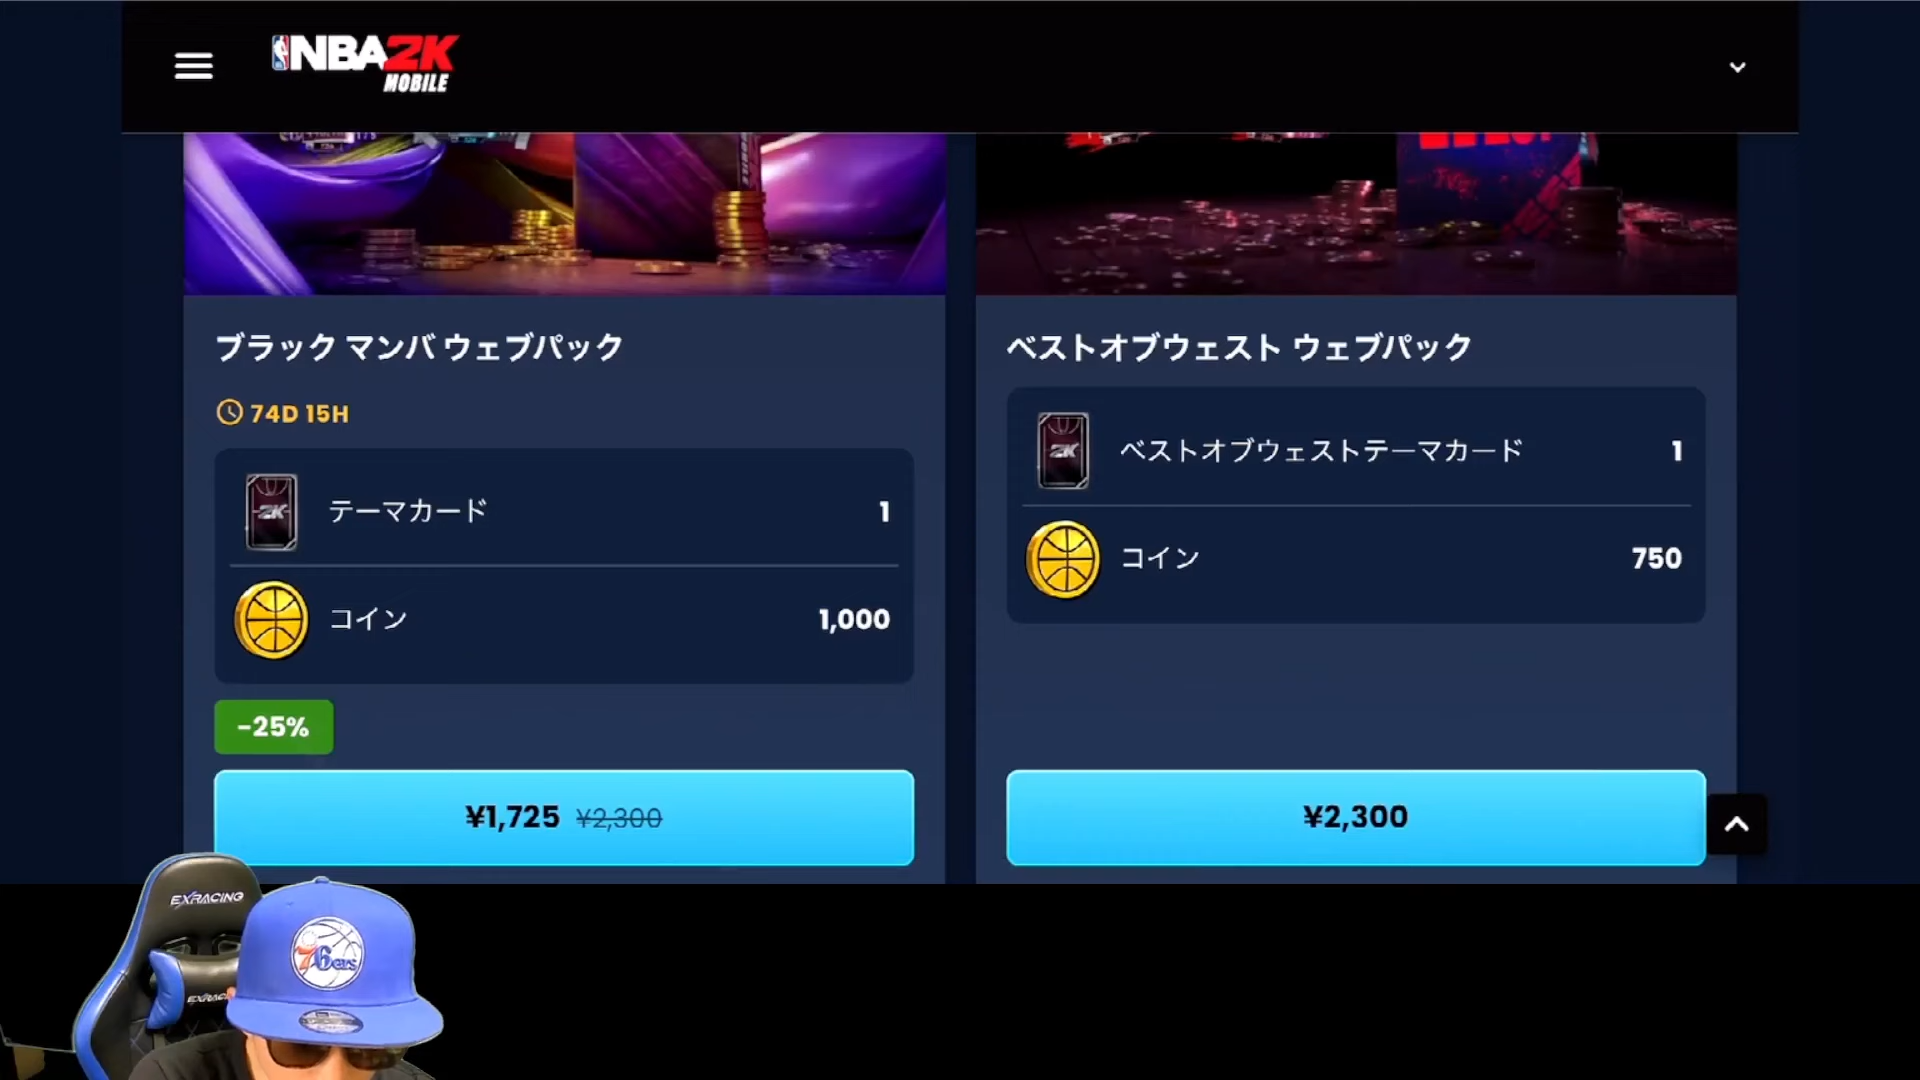 NBA2K
MOBILE
ブラック マンバ ウェブパック
74D 15H
2K
テーマカード
1
コイン
1,000
-25%
¥1,725 ¥2,300
ベストオブウェスト ウェブパック
2K
ベストオブウェストテーマカード
1
コイン
750
¥2,300
EXRACING
76ers